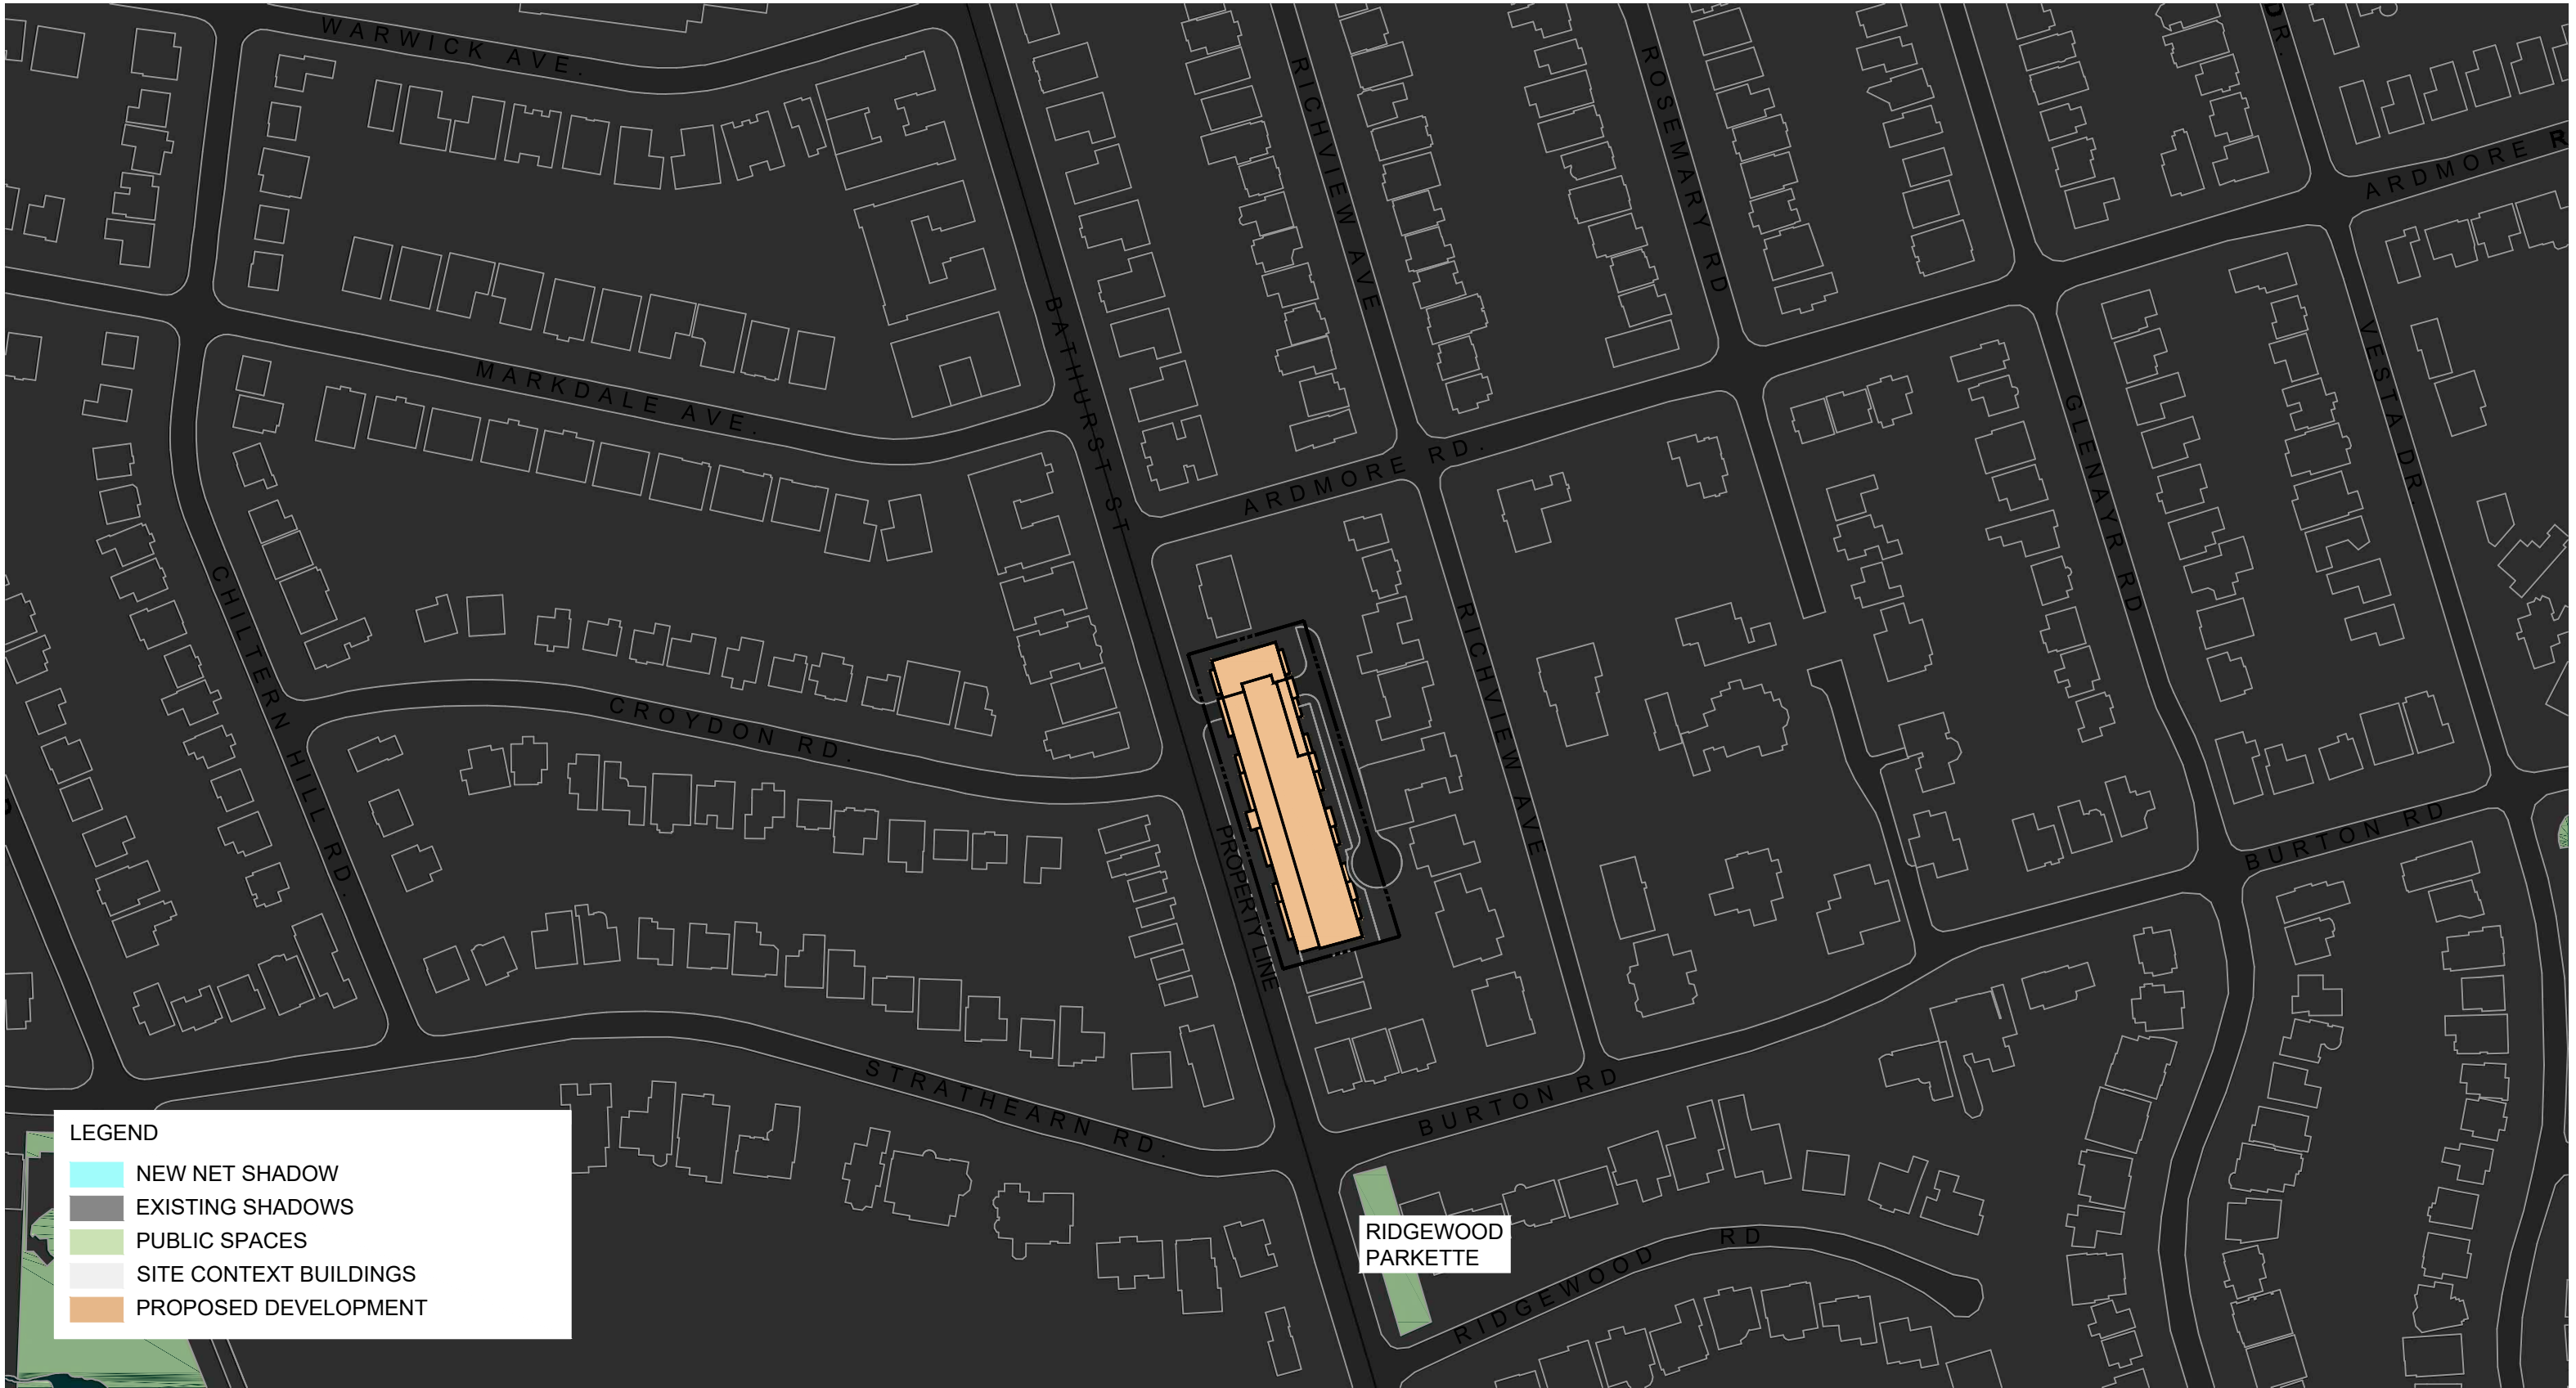 WARWICK AVE.
RICHVIEW AVE
ROSEMARY RD
DR.
ARDMORE R
MARKDALE AVE.
BATHURST ST
ARDMORE RD.
GLENAYR RD
VESTA DR.
CHILTERN HILL RD.
CROYDON RD.
RICHVIEW AVE
PROPERTY LINE
BURTON RD
STRATHEARN RD.
BURTON RD
RIDGEWOOD RD
RIDGEWOOD
PARKETTE
LEGEND
NEW NET SHADOW
EXISTING SHADOWS
PUBLIC SPACES
SITE CONTEXT BUILDINGS
PROPOSED DEVELOPMENT